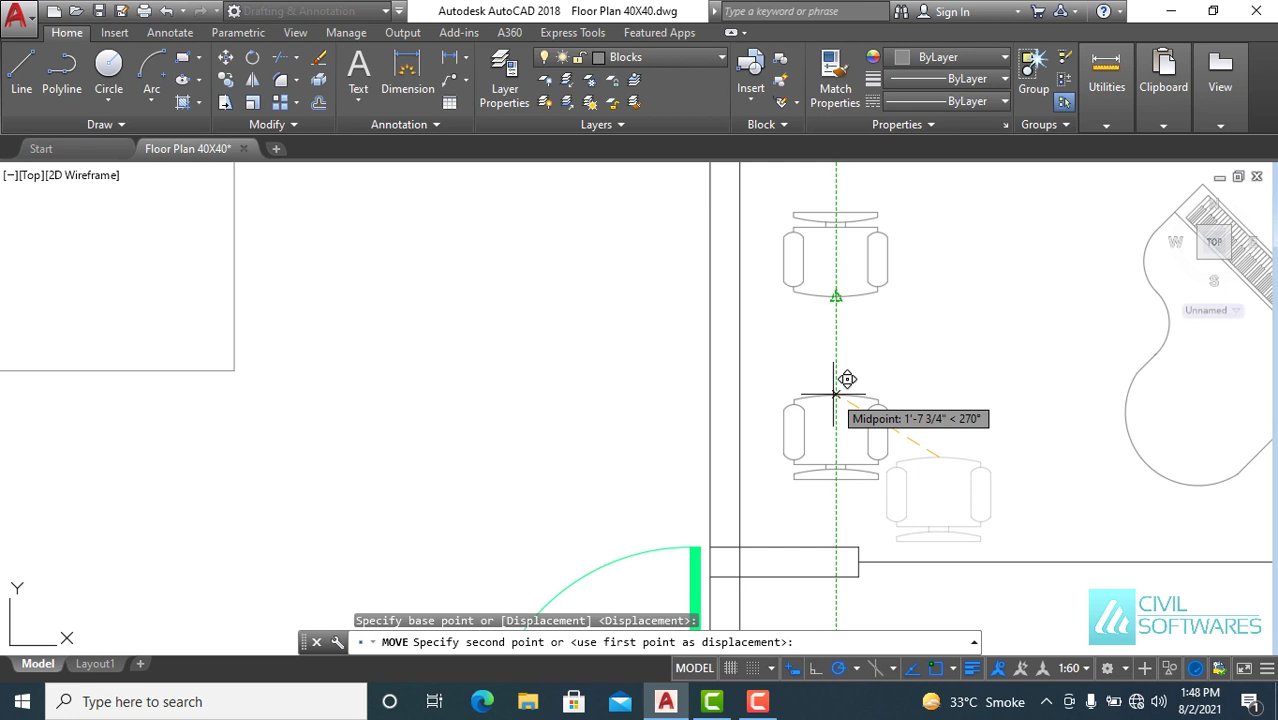 Drafting & Annotation
Autodesk AutoCAD 2018 Floor Plan 40X40.dwg
Type a keyword or phrase
Sign In
Home Insert Annotate Parametric View Manage Output Add-ins A360 Express Tools Featured Apps
Blocks
ByLayer
ByLayer
ByLayer
Line Polyline Circle Arc Text Dimension Layer Properties Insert Match Properties Group Utilities Clipboard View
Draw Modify Annotation Layers Block Properties Groups
Start Floor Plan 40X40*
[−][Top][2D Wireframe]
N
W TOP E
S
Unnamed
Midpoint: 1'-7 3/4" < 270°
Y
X
CIVIL
SOFTWARES
Specify base point or [Displacement] <Displacement>:
MOVE Specify second point or <use first point as displacement>:
Model Layout1
MODEL 1:60
Type here to search
33°C Smoke
1:48 PM
8/2/2021
1